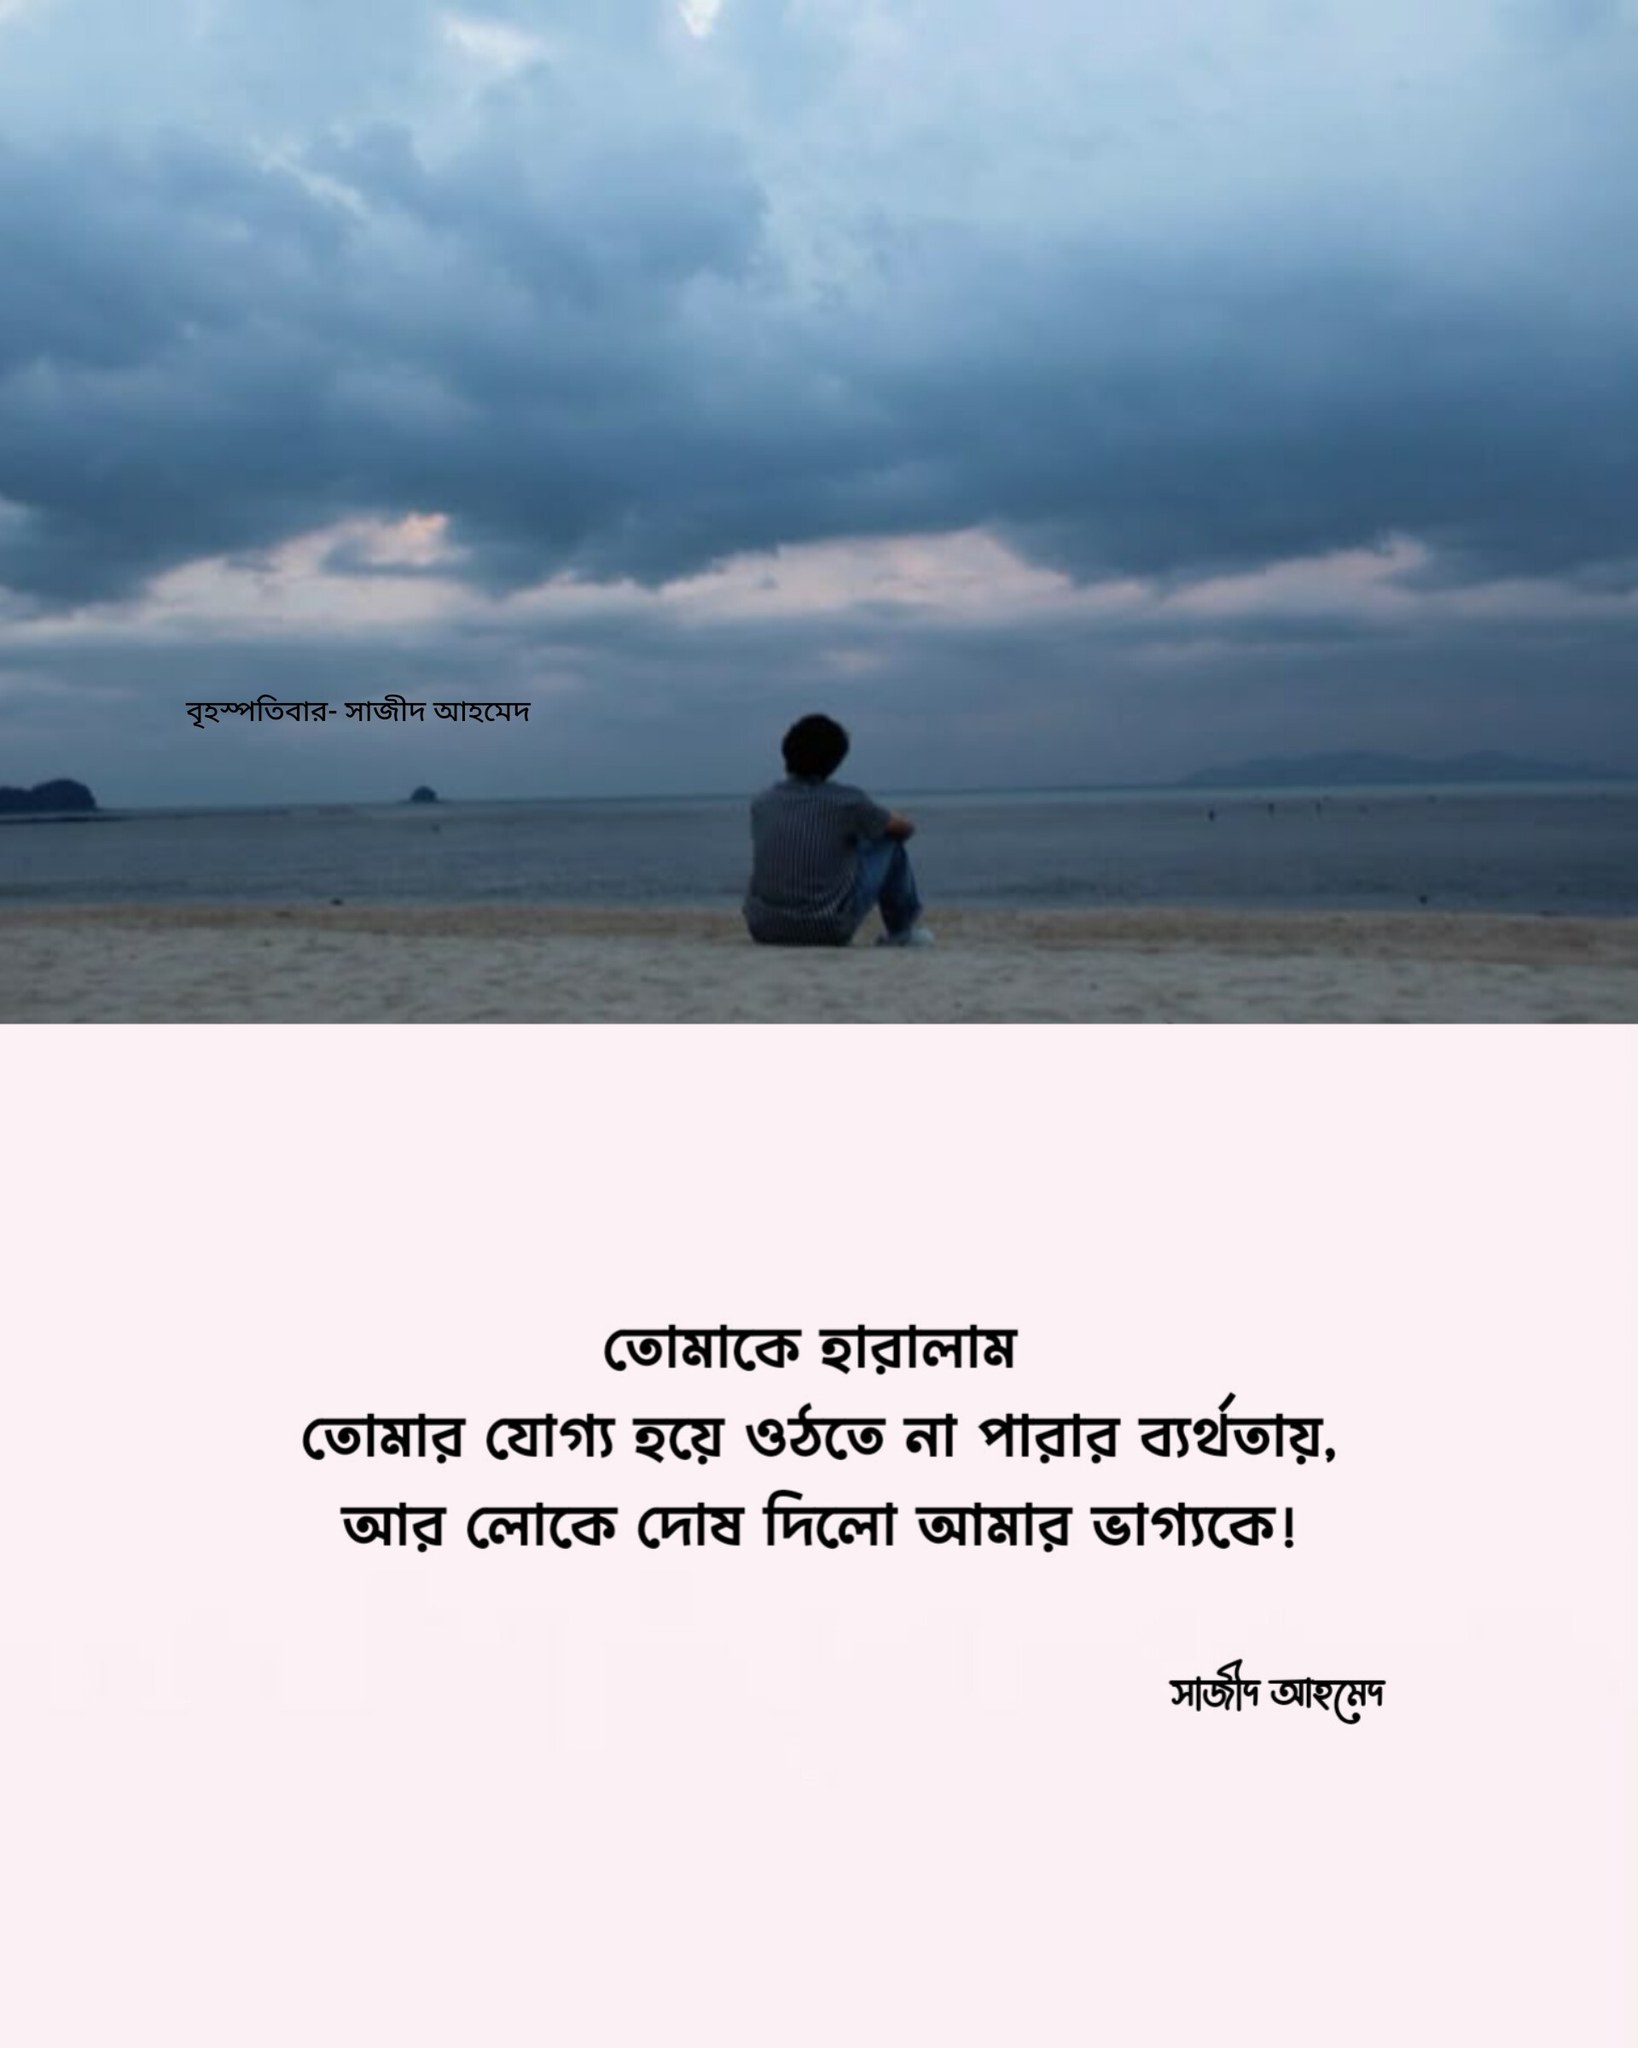 বৃহস্পতিবার- সাজীদ আহমেদ
তোমাকে হারালাম
তোমার যোগ্য হয়ে ওঠতে না পারার ব্যর্থতায়,
আর লোকে দোষ দিলো আমার ভাগ্যকে!
সাজীদ আহমেদ